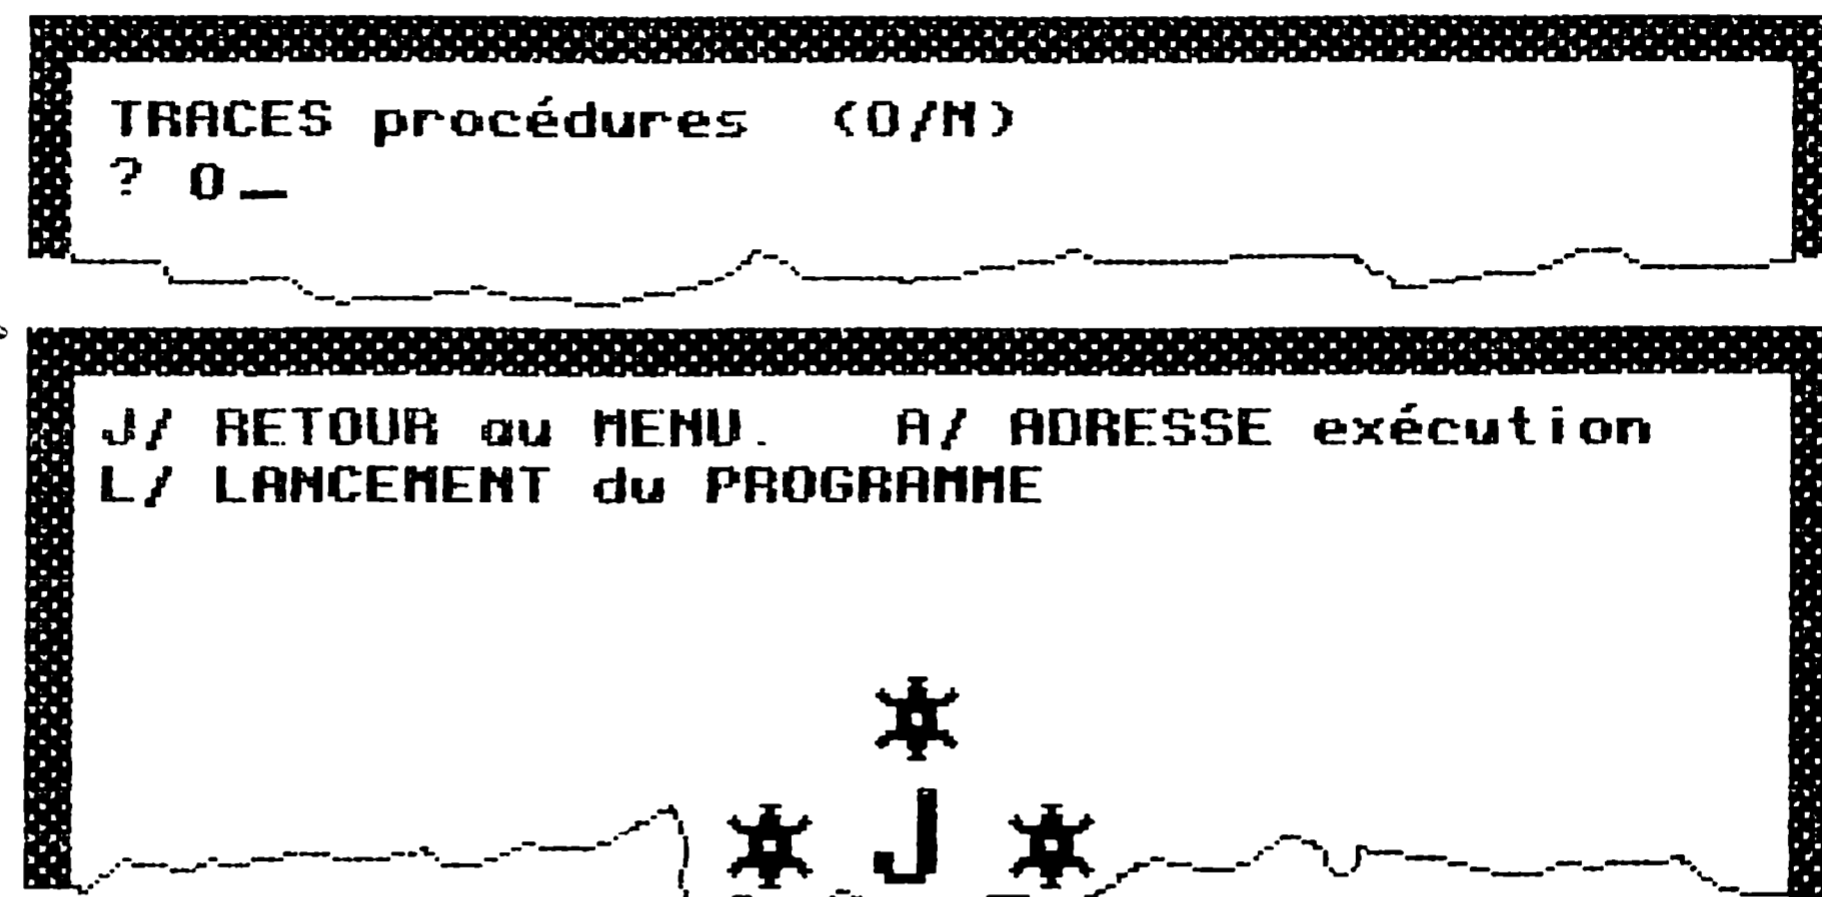 TRACES procédures (O/N)
? O_
J/ RETOUR au MENU. A/ ADRESSE exécution
L/ LANCEMENT du PROGRAMME
J